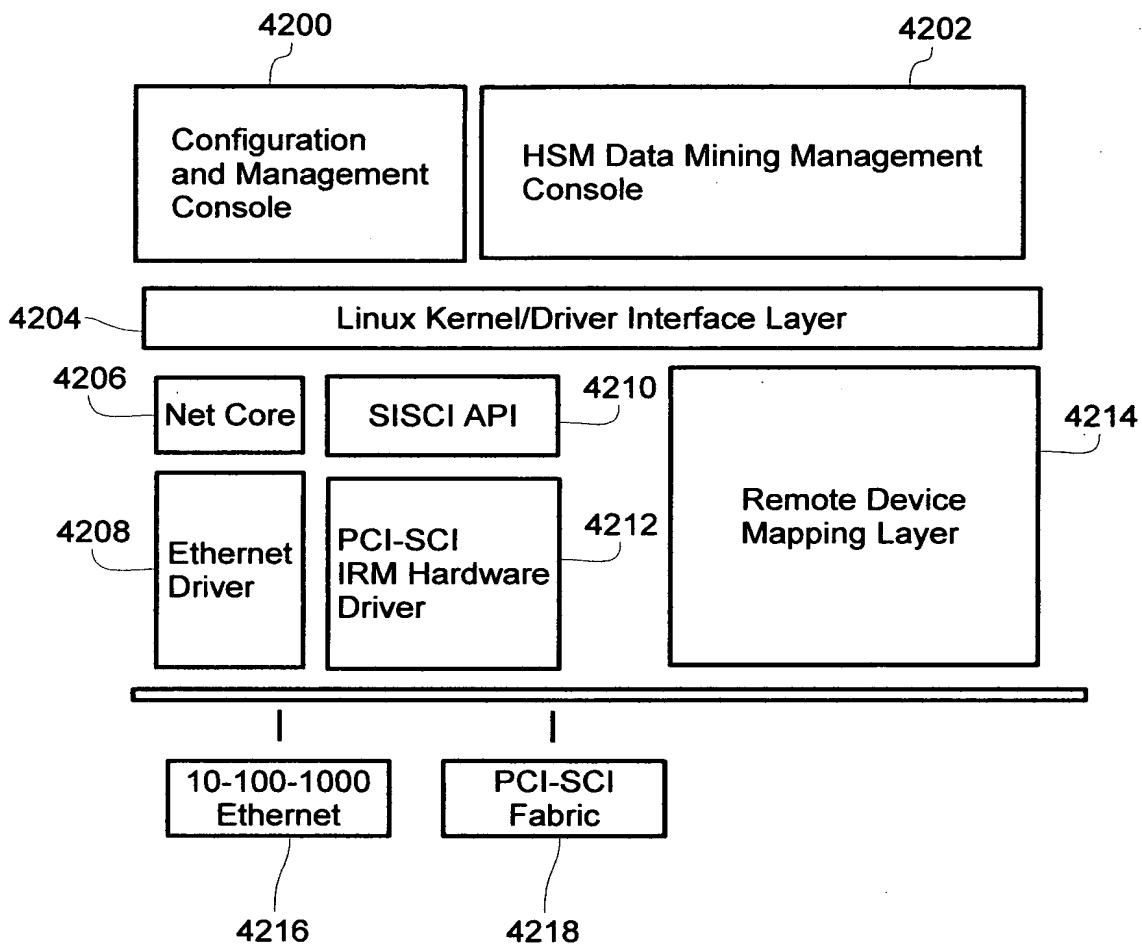 4200
4202
Configuration
and Management
Console
HSM Data Mining Management
Console
4204
Linux Kernel/Driver Interface Layer
4206
Net Core
SISCI API
4210
4214
4208
Ethernet
Driver
PCI-SCI
IRM Hardware
Driver
4212
Remote Device
Mapping Layer
10-100-1000
Ethernet
PCI-SCI
Fabric
4216
4218